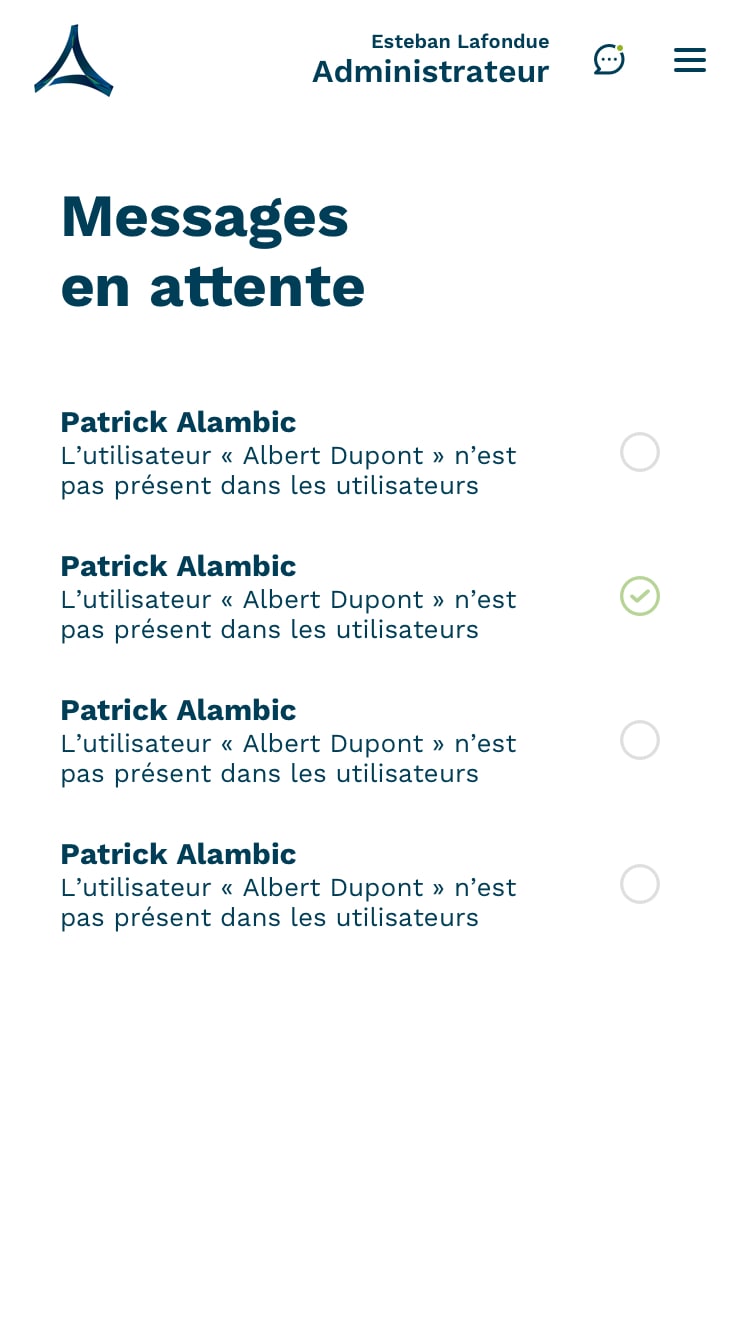 Esteban Lafondue
Administrateur
Messages
en attente
Patrick Alambic
L’utilisateur « Albert Dupont » n’est
pas présent dans les utilisateurs
Patrick Alambic
L’utilisateur « Albert Dupont » n’est
pas présent dans les utilisateurs
Patrick Alambic
L’utilisateur « Albert Dupont » n’est
pas présent dans les utilisateurs
Patrick Alambic
L’utilisateur « Albert Dupont » n’est
pas présent dans les utilisateurs